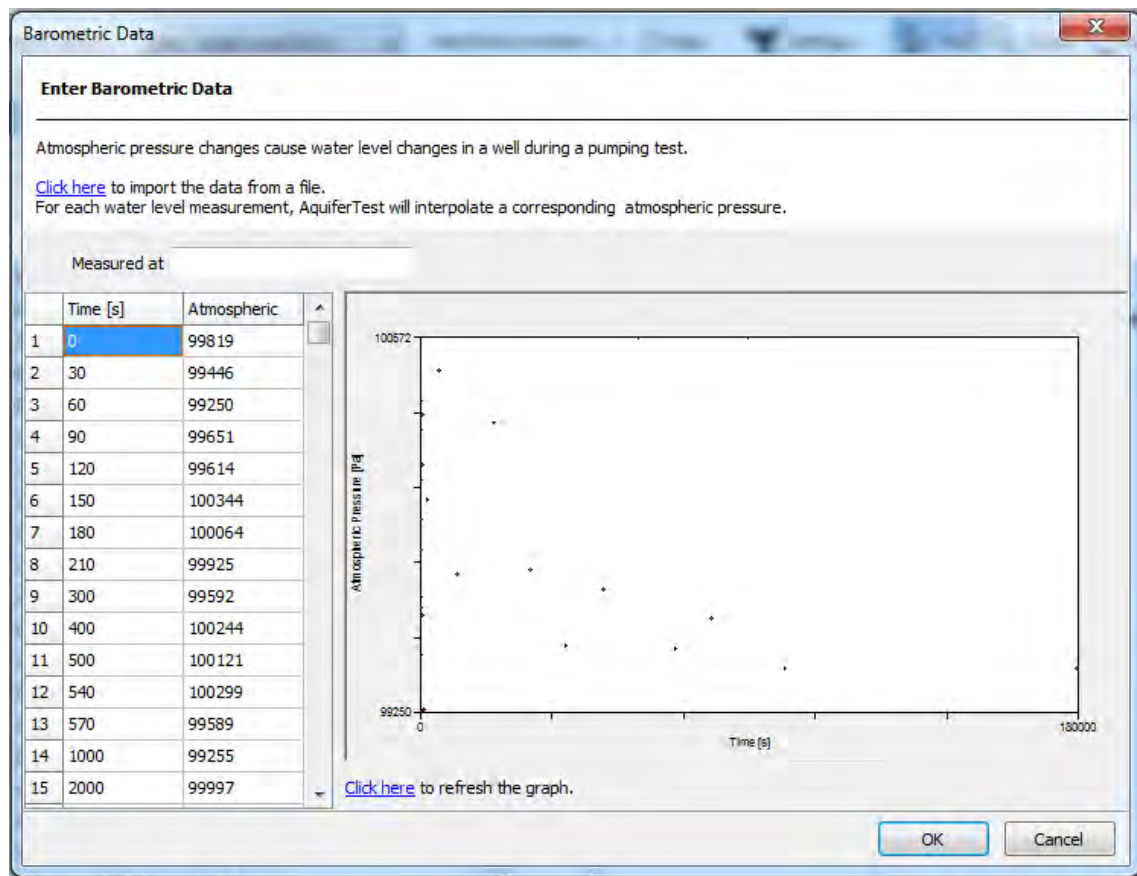 Barometric Data
Enter Barometric Data
Atmospheric pressure changes cause water level changes in a well during a pumping test.
Click here to import the data from a file.
For each water level measurement, AquiferTest will interpolate a corresponding atmospheric pressure.
Measured at
Time [s] Atmospheric
1 0 99819
2 30 99446
3 60 99250
4 90 99651
5 120 99614
6 150 100344
7 180 100064
8 210 99925
9 300 99592
10 400 100244
11 500 100121
12 540 100299
13 570 99589
14 1000 99255
15 2000 99997
100572
Atmospheric Pressure [Pa]
99250
0
180000
Time [s]
Click here to refresh the graph.
OK Cancel